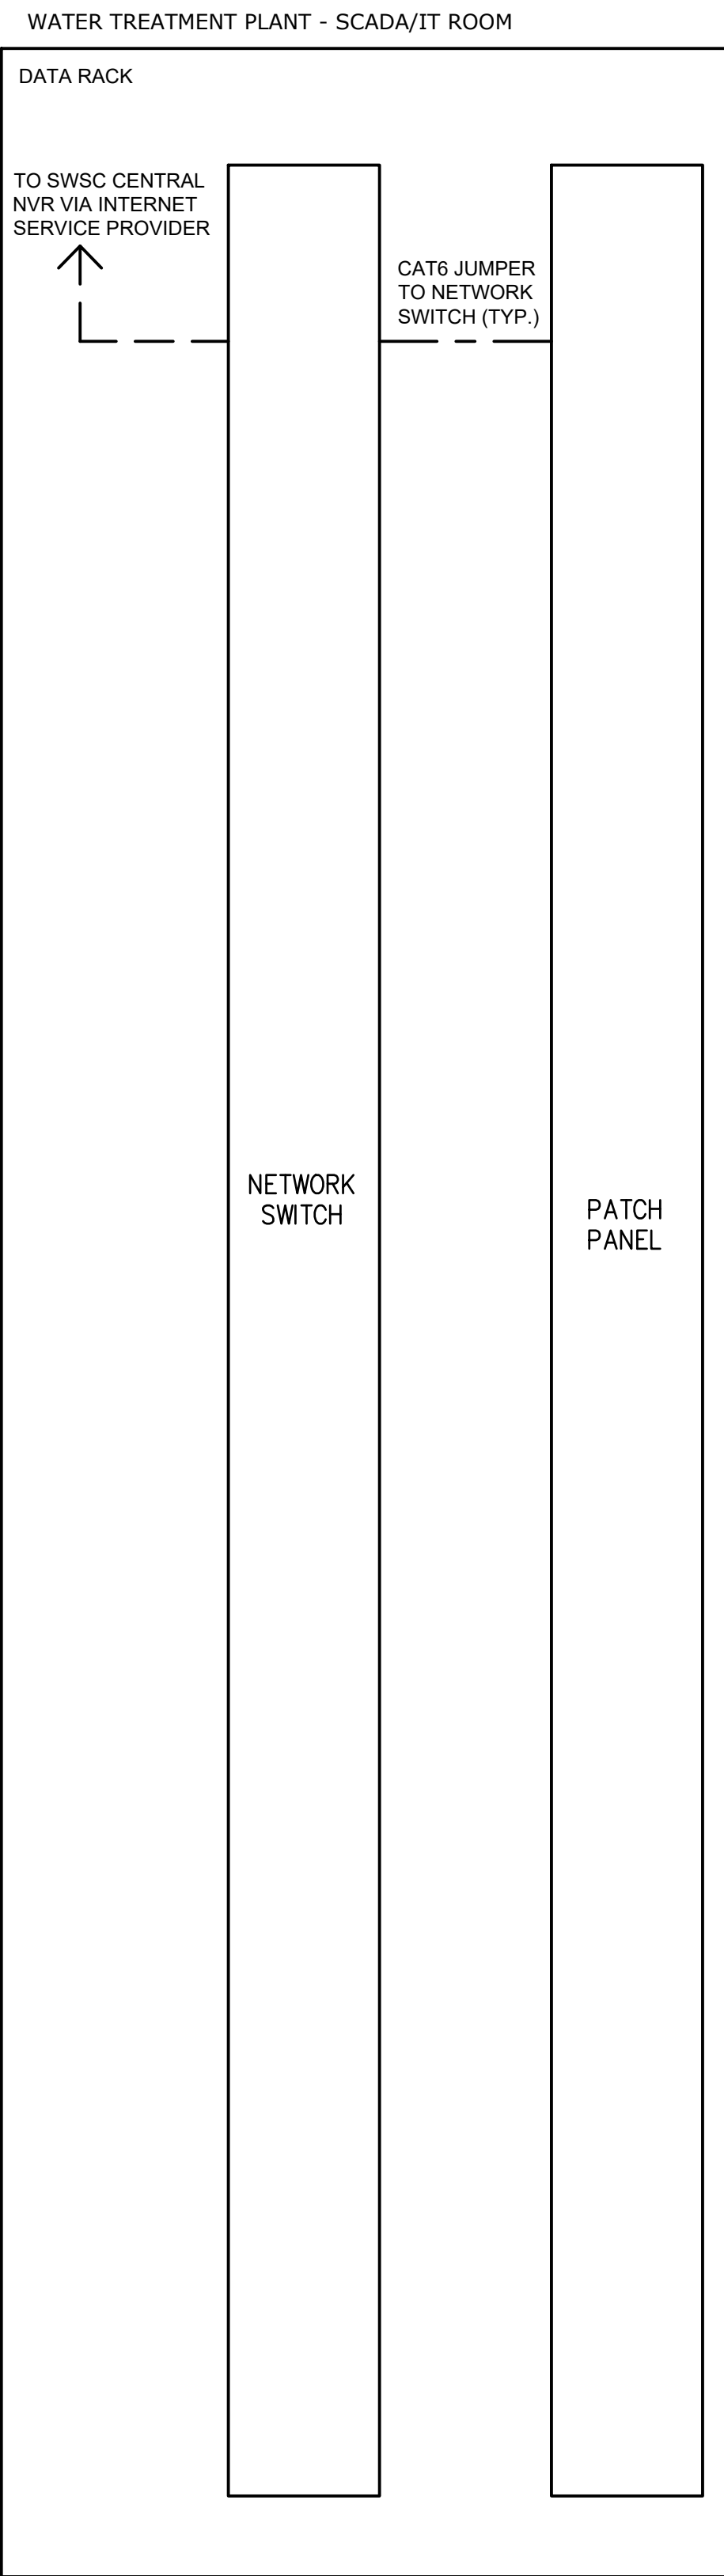 WATER TREATMENT PLANT - SCADA/IT ROOM
DATA RACK
TO SWSC CENTRAL
NVR VIA INTERNET
SERVICE PROVIDER
CAT6 JUMPER
TO NETWORK
SWITCH (TYP.)
NETWORK
SWITCH
PATCH
PANEL